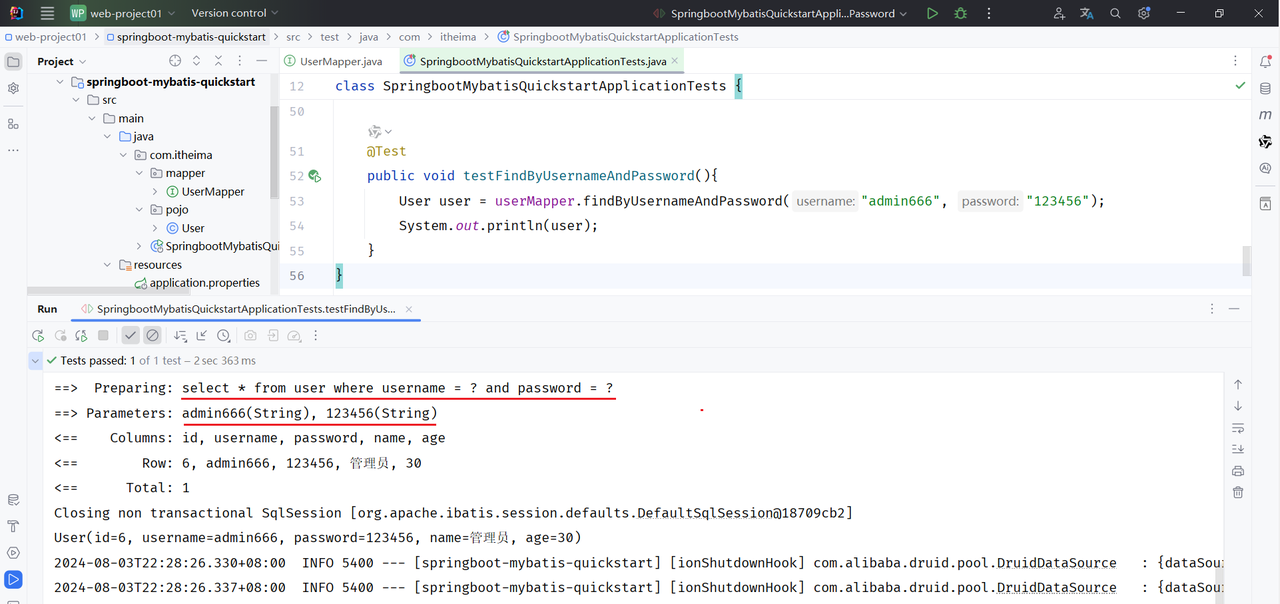 WP web-project01 Version control SpringbootMybatisQuickstartAppli...Password
web-project01 > springboot-mybatis-quickstart > src > test > java > com > itheima > SpringbootMybatisQuickstartApplicationTests
Project
UserMapper.java SpringbootMybatisQuickstartApplicationTests.java
springboot-mybatis-quickstart
src
main
java
com.itheima
mapper
UserMapper
pojo
User
SpringbootMybatisQui
resources
application.properties
12 class SpringbootMybatisQuickstartApplicationTests {
50
51 @Test
52 public void testFindByUsernameAndPassword(){
53 User user = userMapper.findByUsernameAndPassword( username: "admin666", password: "123456");
54 System.out.println(user);
55 }
56 }
Run SpringbootMybatisQuickstartApplicationTests.testFindByUs...
Tests passed: 1 of 1 test – 2 sec 363 ms
==>  Preparing: select * from user where username = ? and password = ?
==> Parameters: admin666(String), 123456(String)
<==    Columns: id, username, password, name, age
<==        Row: 6, admin666, 123456, 管理员, 30
<==      Total: 1
Closing non transactional SqlSession [org.apache.ibatis.session.defaults.DefaultSqlSession@18709cb2]
User(id=6, username=admin666, password=123456, name=管理员, age=30)
2024-08-03T22:28:26.330+08:00  INFO 5400 --- [springboot-mybatis-quickstart] [ionShutdownHook] com.alibaba.druid.pool.DruidDataSource   : {dataSou
2024-08-03T22:28:26.337+08:00  INFO 5400 --- [springboot-mybatis-quickstart] [ionShutdownHook] com.alibaba.druid.pool.DruidDataSource   : {dataSou